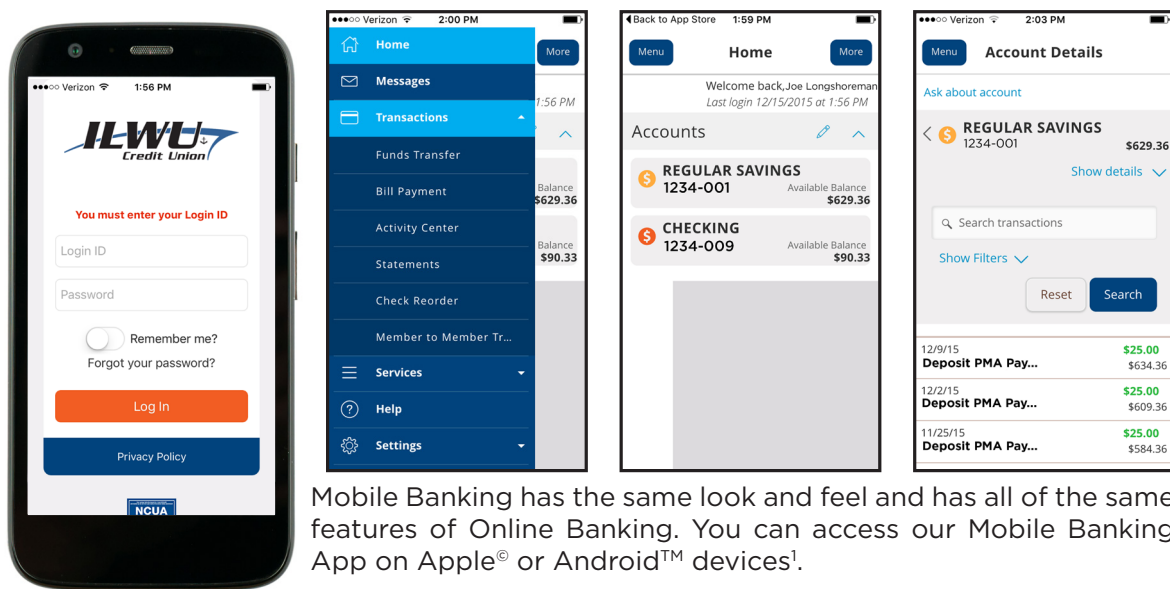 ●●●○○ Verizon 1:56 PM
ILWU
Credit Union
You must enter your Login ID
Login ID
Password
Remember me?
Forgot your password?
Log In
Privacy Policy
NCUA
●●●○○ Verizon 2:00 PM
Home
More
Messages
1:56 PM
Transactions
Funds Transfer
Bill Payment
Balance
$629.36
Activity Center
Statements
Balance
$90.33
Check Reorder
Member to Member Tr...
Services
Help
Settings
Back to App Store 1:59 PM
Menu Home More
Welcome back,Joe Longshoreman
Last login 12/15/2015 at 1:56 PM
Accounts
REGULAR SAVINGS
1234-001 Available Balance
$629.36
CHECKING
1234-009 Available Balance
$90.33
●●●○○ Verizon 2:03 PM
Menu Account Details
Ask about account
REGULAR SAVINGS
1234-001 $629.36
Show details
Search transactions
Show Filters
Reset Search
12/9/15 $25.00
Deposit PMA Pay... $634.36
12/2/15 $25.00
Deposit PMA Pay... $609.36
11/25/15 $25.00
Deposit PMA Pay... $584.36
Mobile Banking has the same look and feel and has all of the same
features of Online Banking. You can access our Mobile Banking
App on Apple© or Android™ devices¹.